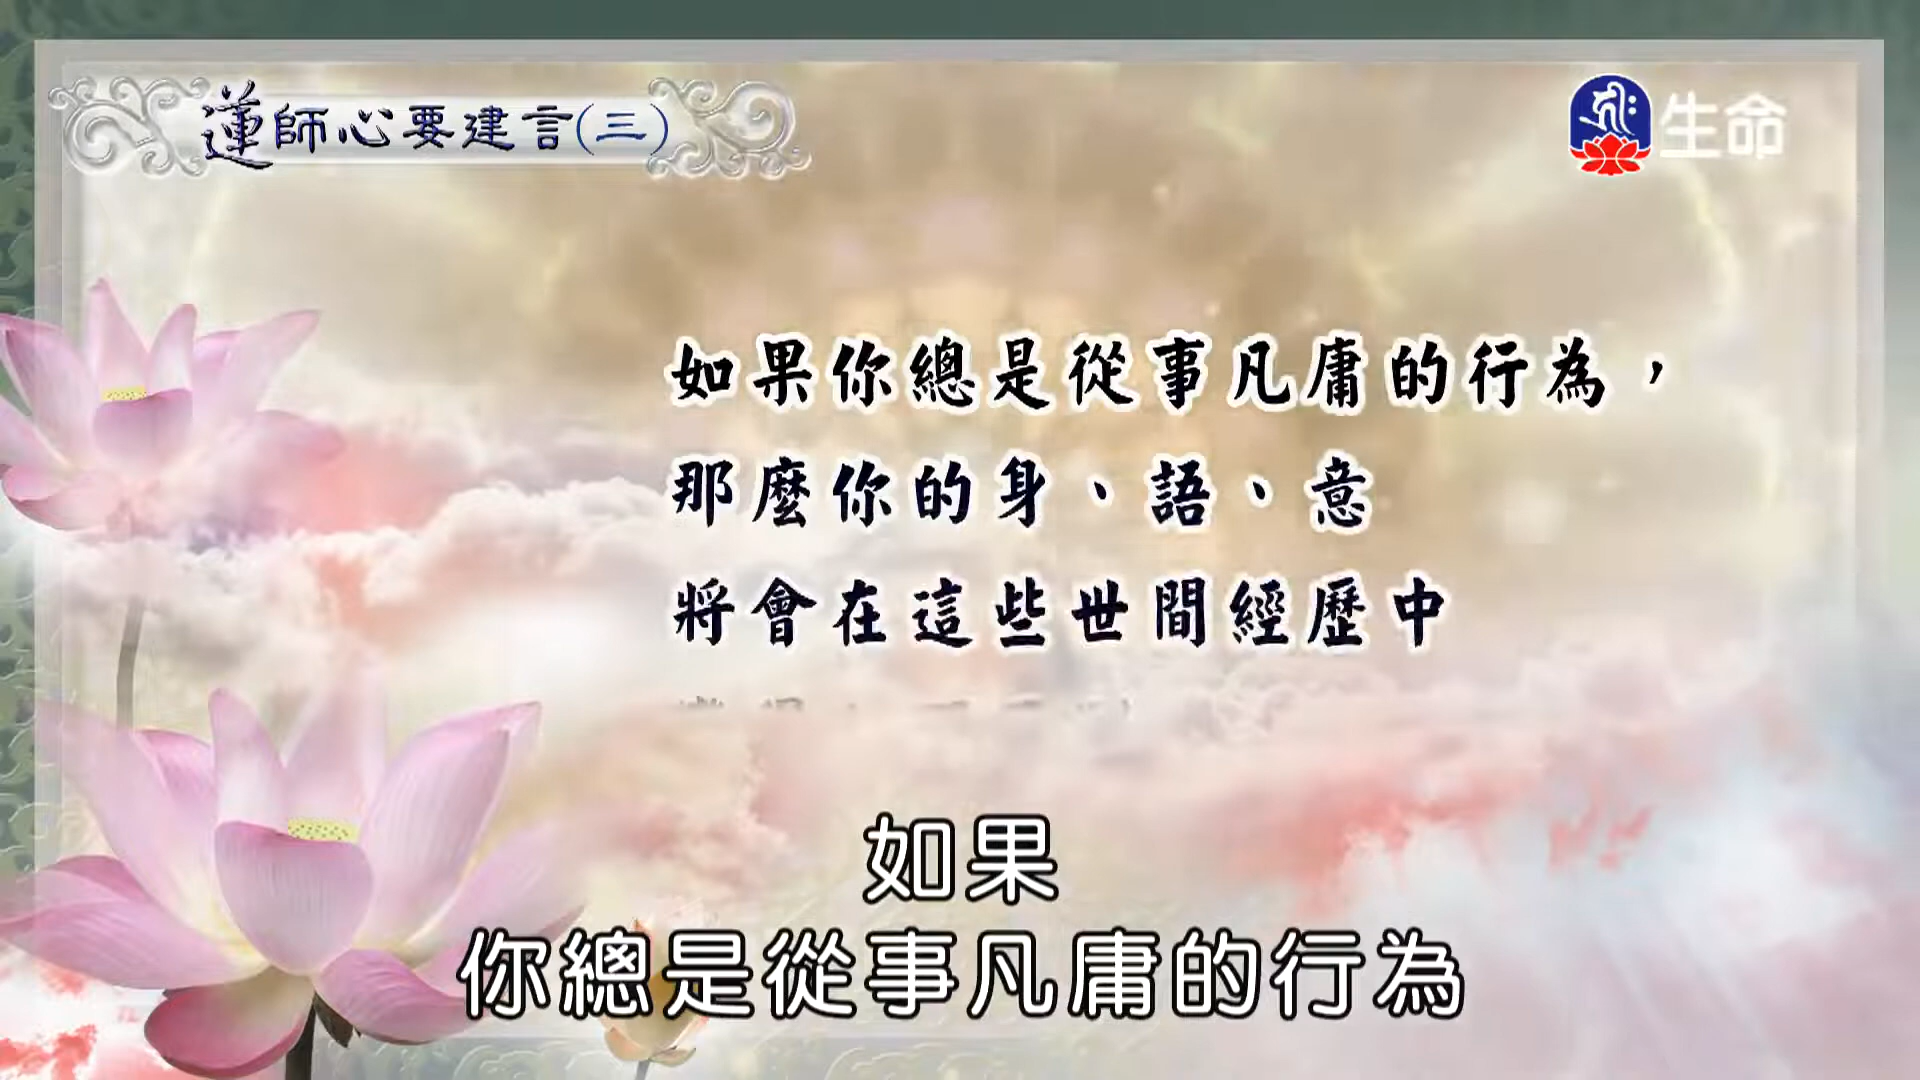 蓮師心要建言(三)
生命
如果你總是從事凡庸的行為，
那麼你的身、語、意
將會在這些世間經歷中
如果
你總是從事凡庸的行為